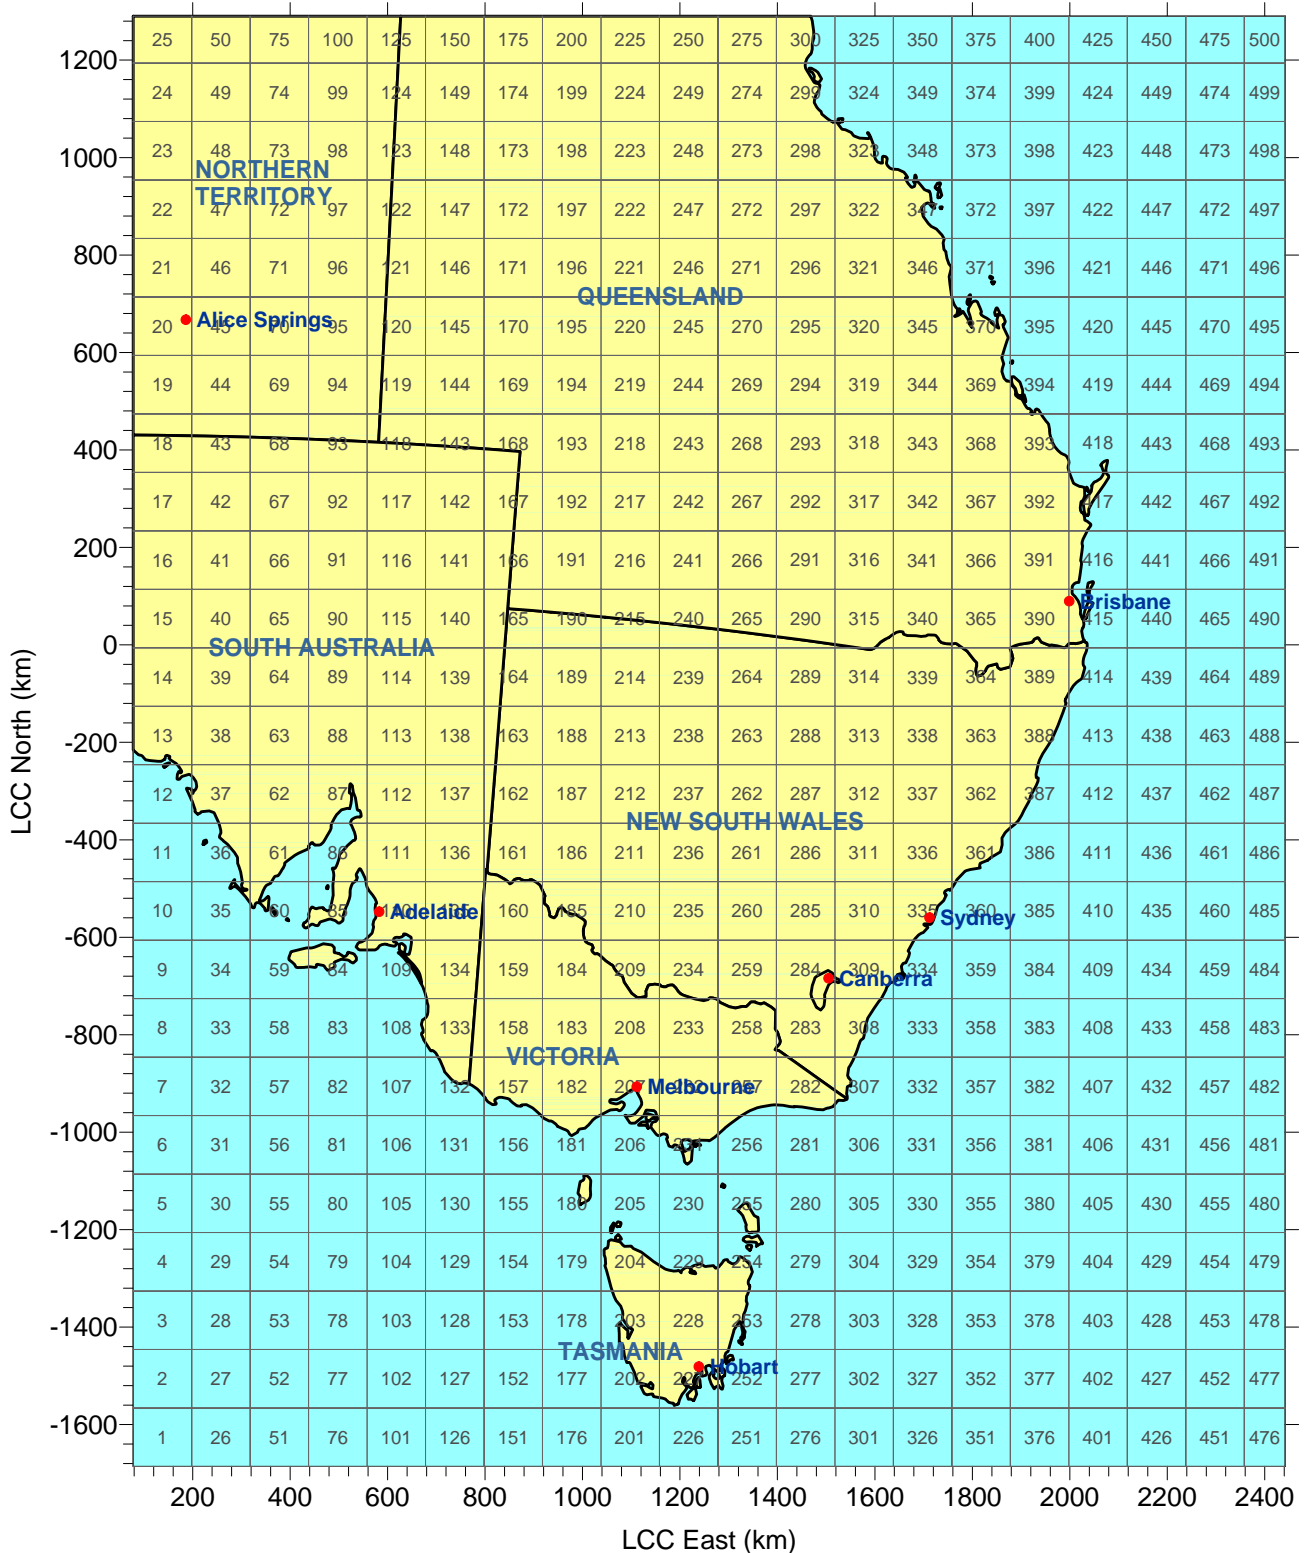 25 50 75 100 125 150 175 200 225 250 275 300 325 350 375 400 425 450 475 500
1200
24 49 74 99 124 149 174 199 224 249 274 299 324 349 374 399 424 449 474 499
1000
23 48 73 98 123 148 173 198 223 248 273 298 323 348 373 398 423 448 473 498
NORTHERN
TERRITORY
22 47 72 97 122 147 172 197 222 247 272 297 322 347 372 397 422 447 472 497
800
21 46 71 96 121 146 171 196 221 246 271 296 321 346 371 396 421 446 471 496
QUEENSLAND
Alice Springs
20 45 70 95 120 145 170 195 220 245 270 295 320 345 370 395 420 445 470 495
600
19 44 69 94 119 144 169 194 219 244 269 294 319 344 369 394 419 444 469 494
400
18 43 68 93 118 143 168 193 218 243 268 293 318 343 368 393 418 443 468 493
17 42 67 92 117 142 167 192 217 242 267 292 317 342 367 392 417 442 467 492
200
16 41 66 91 116 141 166 191 216 241 266 291 316 341 366 391 416 441 466 491
Brisbane
15 40 65 90 115 140 165 190 215 240 265 290 315 340 365 390 415 440 465 490
0
SOUTH AUSTRALIA
14 39 64 89 114 139 164 189 214 239 264 289 314 339 364 389 414 439 464 489
-200
13 38 63 88 113 138 163 188 213 238 263 288 313 338 363 388 413 438 463 488
LCC North (km)
12 37 62 87 112 137 162 187 212 237 262 287 312 337 362 387 412 437 462 487
NEW SOUTH WALES
-400
11 36 61 86 111 136 161 186 211 236 261 286 311 336 361 386 411 436 461 486
10 35 60 85 110 135 160 185 210 235 260 285 310 335 360 385 410 435 460 485
Adelaide
Sydney
-600
9 34 59 84 109 134 159 184 209 234 259 284 309 334 359 384 409 434 459 484
Canberra
8 33 58 83 108 133 158 183 208 233 258 283 308 333 358 383 408 433 458 483
-800
VICTORIA
7 32 57 82 107 132 157 182 207 232 257 282 307 332 357 382 407 432 457 482
Melbourne
-1000
6 31 56 81 106 131 156 181 206 231 256 281 306 331 356 381 406 431 456 481
5 30 55 80 105 130 155 180 205 230 255 280 305 330 355 380 405 430 455 480
-1200
4 29 54 79 104 129 154 179 204 229 254 279 304 329 354 379 404 429 454 479
3 28 53 78 103 128 153 178 203 228 253 278 303 328 353 378 403 428 453 478
-1400
TASMANIA
Hobart
2 27 52 77 102 127 152 177 202 227 252 277 302 327 352 377 402 427 452 477
-1600
1 26 51 76 101 126 151 176 201 226 251 276 301 326 351 376 401 426 451 476
200 400 600 800 1000 1200 1400 1600 1800 2000 2200 2400
LCC East (km)